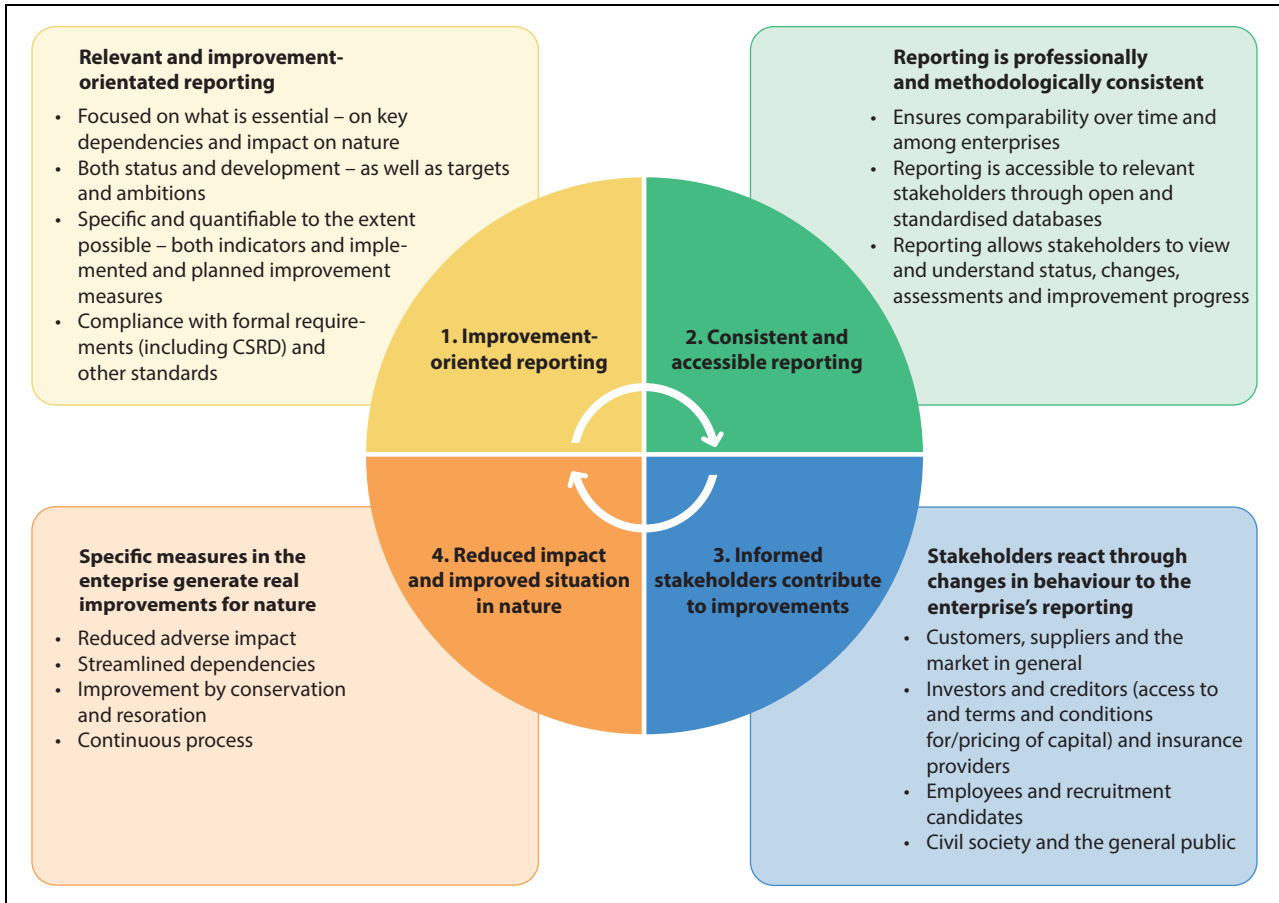 Relevant and improvement-
orientated reporting
• Focused on what is essential – on key
dependencies and impact on nature
• Both status and development – as well as targets
and ambitions
• Specific and quantifiable to the extent
possible – both indicators and imple-
mented and planned improvement
measures
• Compliance with formal require-
ments (including CSRD) and
other standards
Reporting is professionally
and methodologically consistent
• Ensures comparability over time and
among enterprises
• Reporting is accessible to relevant
stakeholders through open and
standardised databases
• Reporting allows stakeholders to view
and understand status, changes,
assessments and improvement progress
1. Improvement-
oriented reporting
2. Consistent and
accessible reporting
4. Reduced impact
and improved situation
in nature
3. Informed
stakeholders contribute
to improvements
Specific measures in the
enteprise generate real
improvements for nature
• Reduced adverse impact
• Streamlined dependencies
• Improvement by conservation
and resoration
• Continuous process
Stakeholders react through
changes in behaviour to the
enterprise's reporting
• Customers, suppliers and the
market in general
• Investors and creditors (access to
and terms and conditions
for/pricing of capital) and insurance
providers
• Employees and recruitment
candidates
• Civil society and the general public